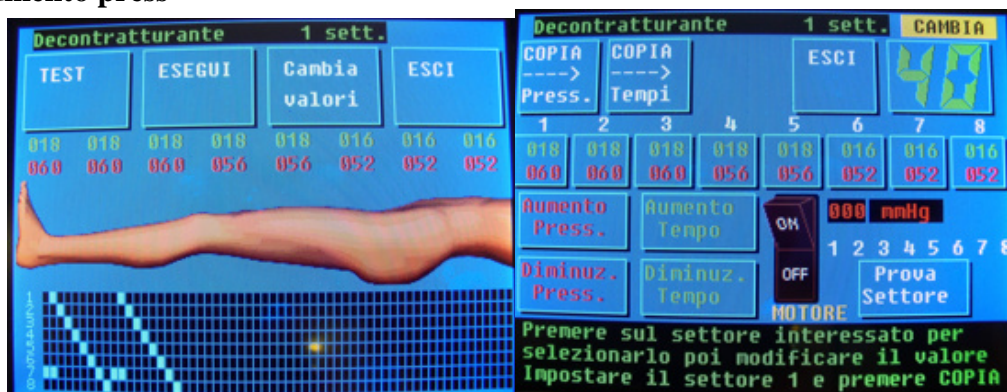 mento press
Decontratturante 1 sett.
TEST ESEGUI Cambia valori ESCI
018 018 018 018 018 016 016 016
060 060 060 056 056 052 052 052
Decontratturante 1 sett. CAMBIA
COPIA ----> Press.
COPIA ----> Tempi
ESCI
40
1 2 3 4 5 6 7 8
018 018 018 018 018 016 016 016
060 060 060 056 056 052 052 052
Aumento Press.
Aumento Tempo
ON
000 mmHg
1 2 3 4 5 6 7 8
Diminuz. Press.
Diminuz. Tempo
OFF
Prova Settore
MOTORE
Premere sul settore interessato per
selezionarlo poi modificare il valore
Impostare il settore 1 e premere COPIA